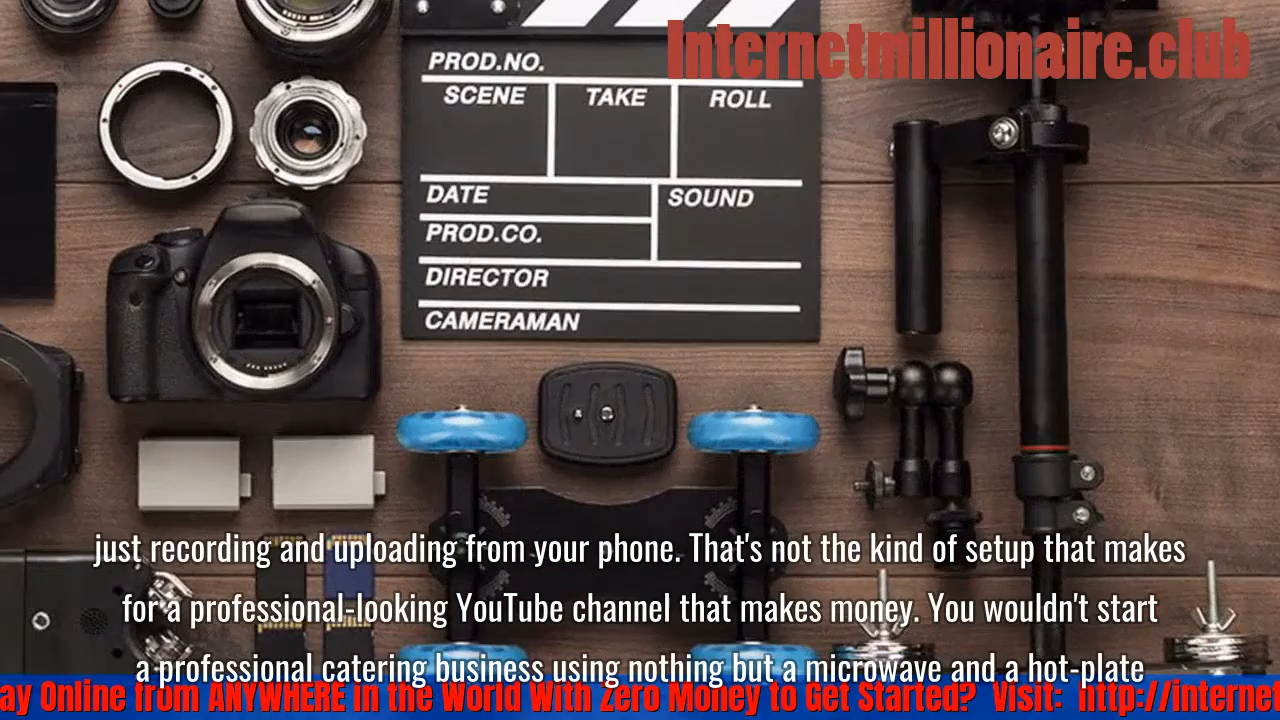 Internetmillionaire.club
PROD.NO.
SCENE TAKE ROLL
DATE SOUND
PROD.CO.
DIRECTOR
CAMERAMAN
just recording and uploading from your phone. That's not the kind of setup that makes
for a professional-looking YouTube channel that makes money. You wouldn't start
a professional catering business using nothing but a microwave and a hot-plate
ay Online from ANYWHERE in the World With Zero Money to Get Started? Visit: http://internet